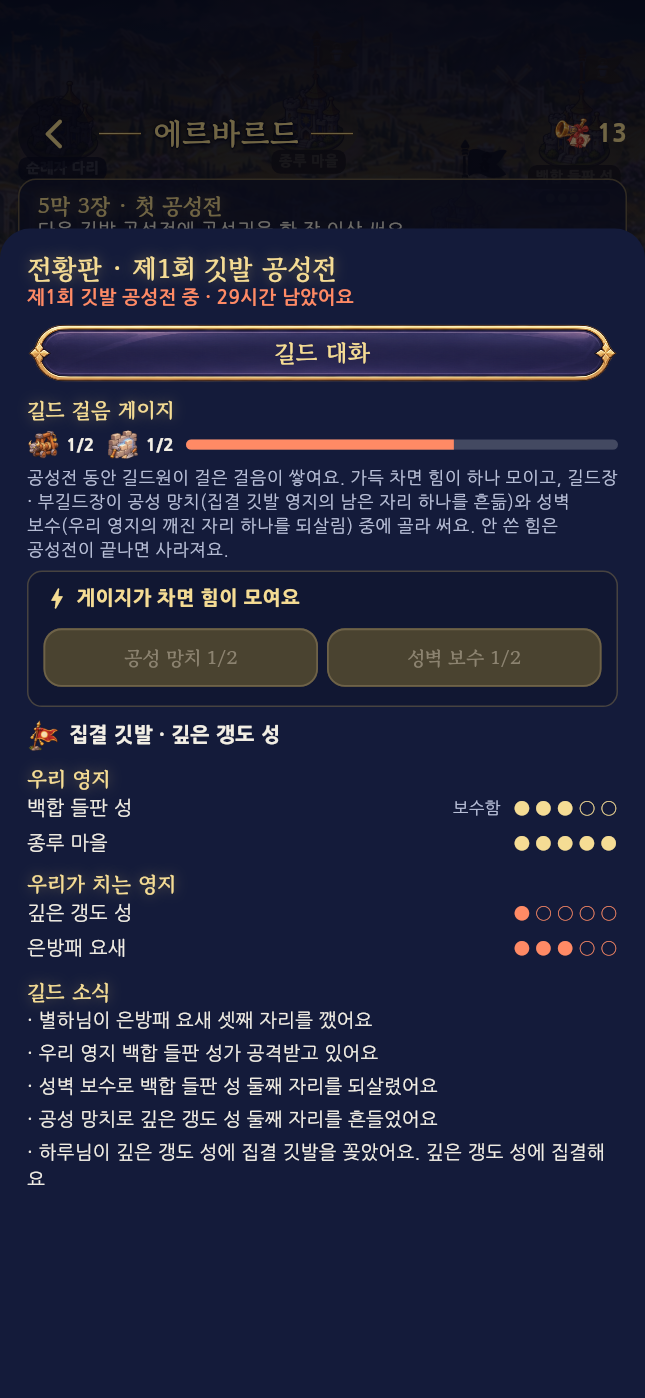 에르바르드
13
순례자 다리
종루 마을
백합 들판 성
5막 3장 · 첫 공성전
전황판 · 제1회 깃발 공성전
제1회 깃발 공성전 중 · 29시간 남았어요
길드 대화
길드 걸음 게이지
1/2 1/2
공성전 동안 길드원이 걸은 걸음이 쌓여요. 가득 차면 힘이 하나 모이고, 길드장
· 부길드장이 공성 망치(집결 깃발 영지의 남은 자리 하나를 흔듦)와 성벽
보수(우리 영지의 깨진 자리 하나를 되살림) 중에 골라 써요. 안 쓴 힘은
공성전이 끝나면 사라져요.
게이지가 차면 힘이 모여요
공성 망치 1/2 성벽 보수 1/2
집결 깃발 · 깊은 갱도 성
우리 영지
백합 들판 성 보수함
종루 마을
우리가 치는 영지
깊은 갱도 성
은방패 요새
길드 소식
· 별하님이 은방패 요새 셋째 자리를 깼어요
· 우리 영지 백합 들판 성가 공격받고 있어요
· 성벽 보수로 백합 들판 성 둘째 자리를 되살렸어요
· 공성 망치로 깊은 갱도 성 둘째 자리를 흔들었어요
· 하루님이 깊은 갱도 성에 집결 깃발을 꽂았어요. 깊은 갱도 성에 집결해
요